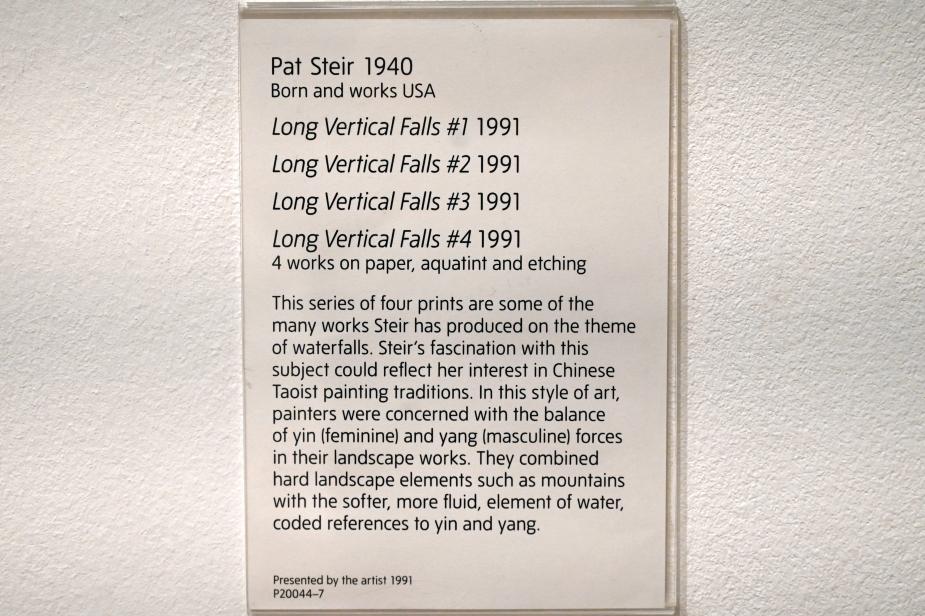 Pat Steir 1940
Born and works USA
Long Vertical Falls #1 1991
Long Vertical Falls #2 1991
Long Vertical Falls #3 1991
Long Vertical Falls #4 1991
4 works on paper, aquatint and etching
This series of four prints are some of the
many works Steir has produced on the theme
of waterfalls. Steir's fascination with this
subject could reflect her interest in Chinese
Taoist painting traditions. In this style of art,
painters were concerned with the balance
of yin (feminine) and yang (masculine) forces
in their landscape works. They combined
hard landscape elements such as mountains
with the softer, more fluid, element of water,
coded references to yin and yang.
Presented by the artist 1991
P20044–7